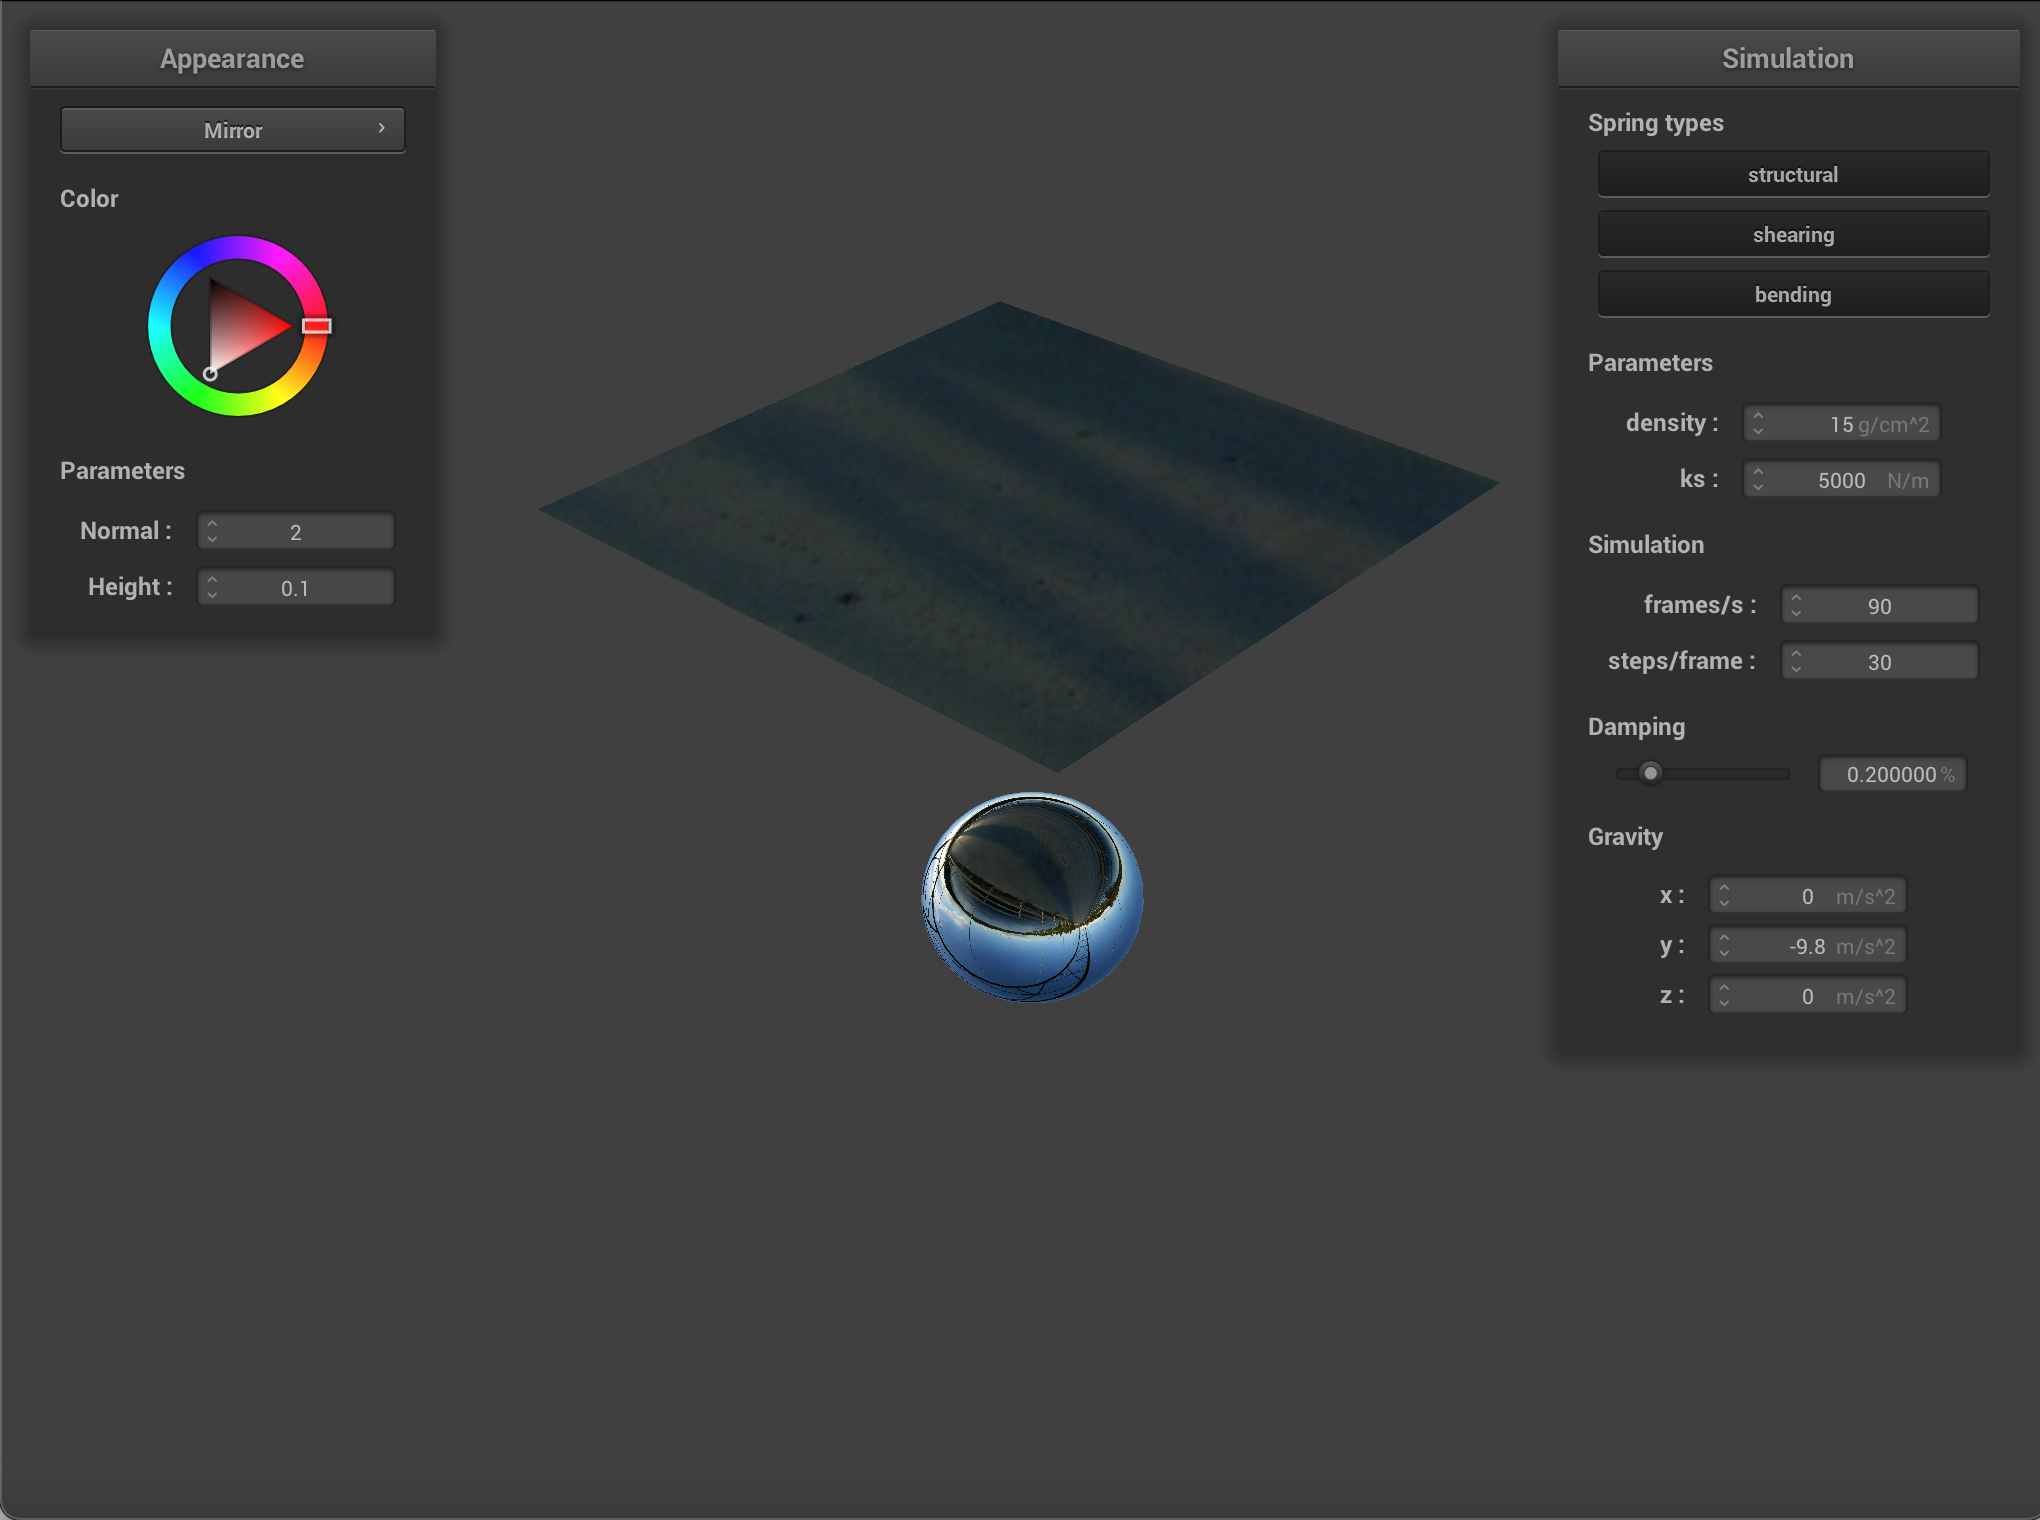 Appearance
Mirror
Color
Parameters
Normal : 2
Height : 0.1
Simulation
Spring types
structural
shearing
bending
Parameters
density : 15 g/cm^2
ks : 5000 N/m
Simulation
frames/s : 90
steps/frame : 30
Damping
0.200000 %
Gravity
x : 0 m/s^2
y : -9.8 m/s^2
z : 0 m/s^2